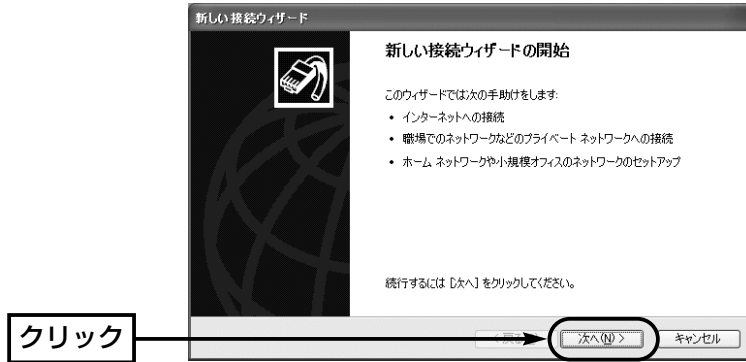 新しい接続ウィザード
新しい接続ウィザードの開始
このウィザードでは次の手助けをします:
• インターネットへの接続
• 職場でのネットワークなどのプライベート ネットワークへの接続
• ホーム ネットワークや小規模オフィスのネットワークのセットアップ
続行するには [次へ] をクリックしてください。
クリック
次へ(N) >
キャンセル